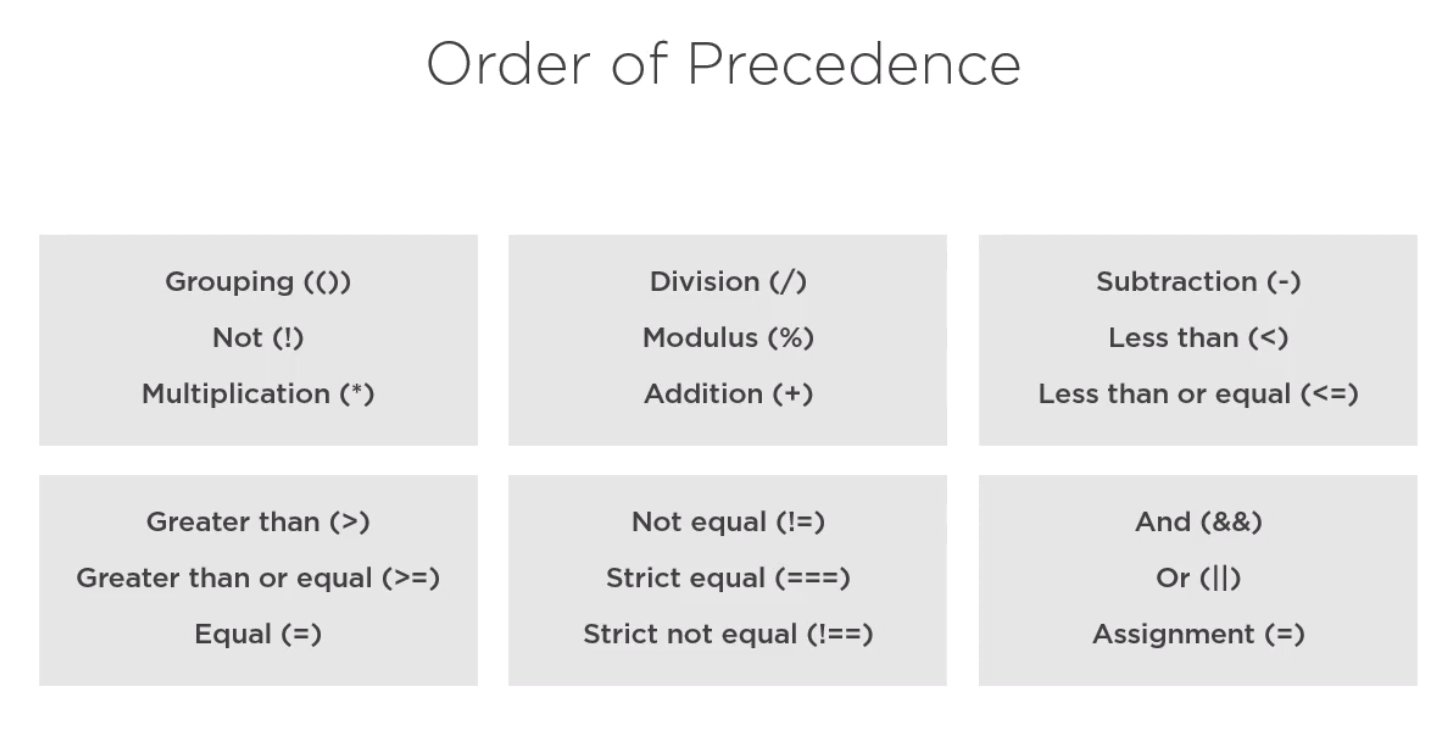 Order of Precedence
Grouping (())
Not (!)
Multiplication (*)
Division (/)
Modulus (%)
Addition (+)
Subtraction (-)
Less than (<)
Less than or equal (<=)
Greater than (>)
Greater than or equal (>=)
Equal (=)
Not equal (!=)
Strict equal (===)
Strict not equal (!==)
And (&&)
Or (||)
Assignment (=)